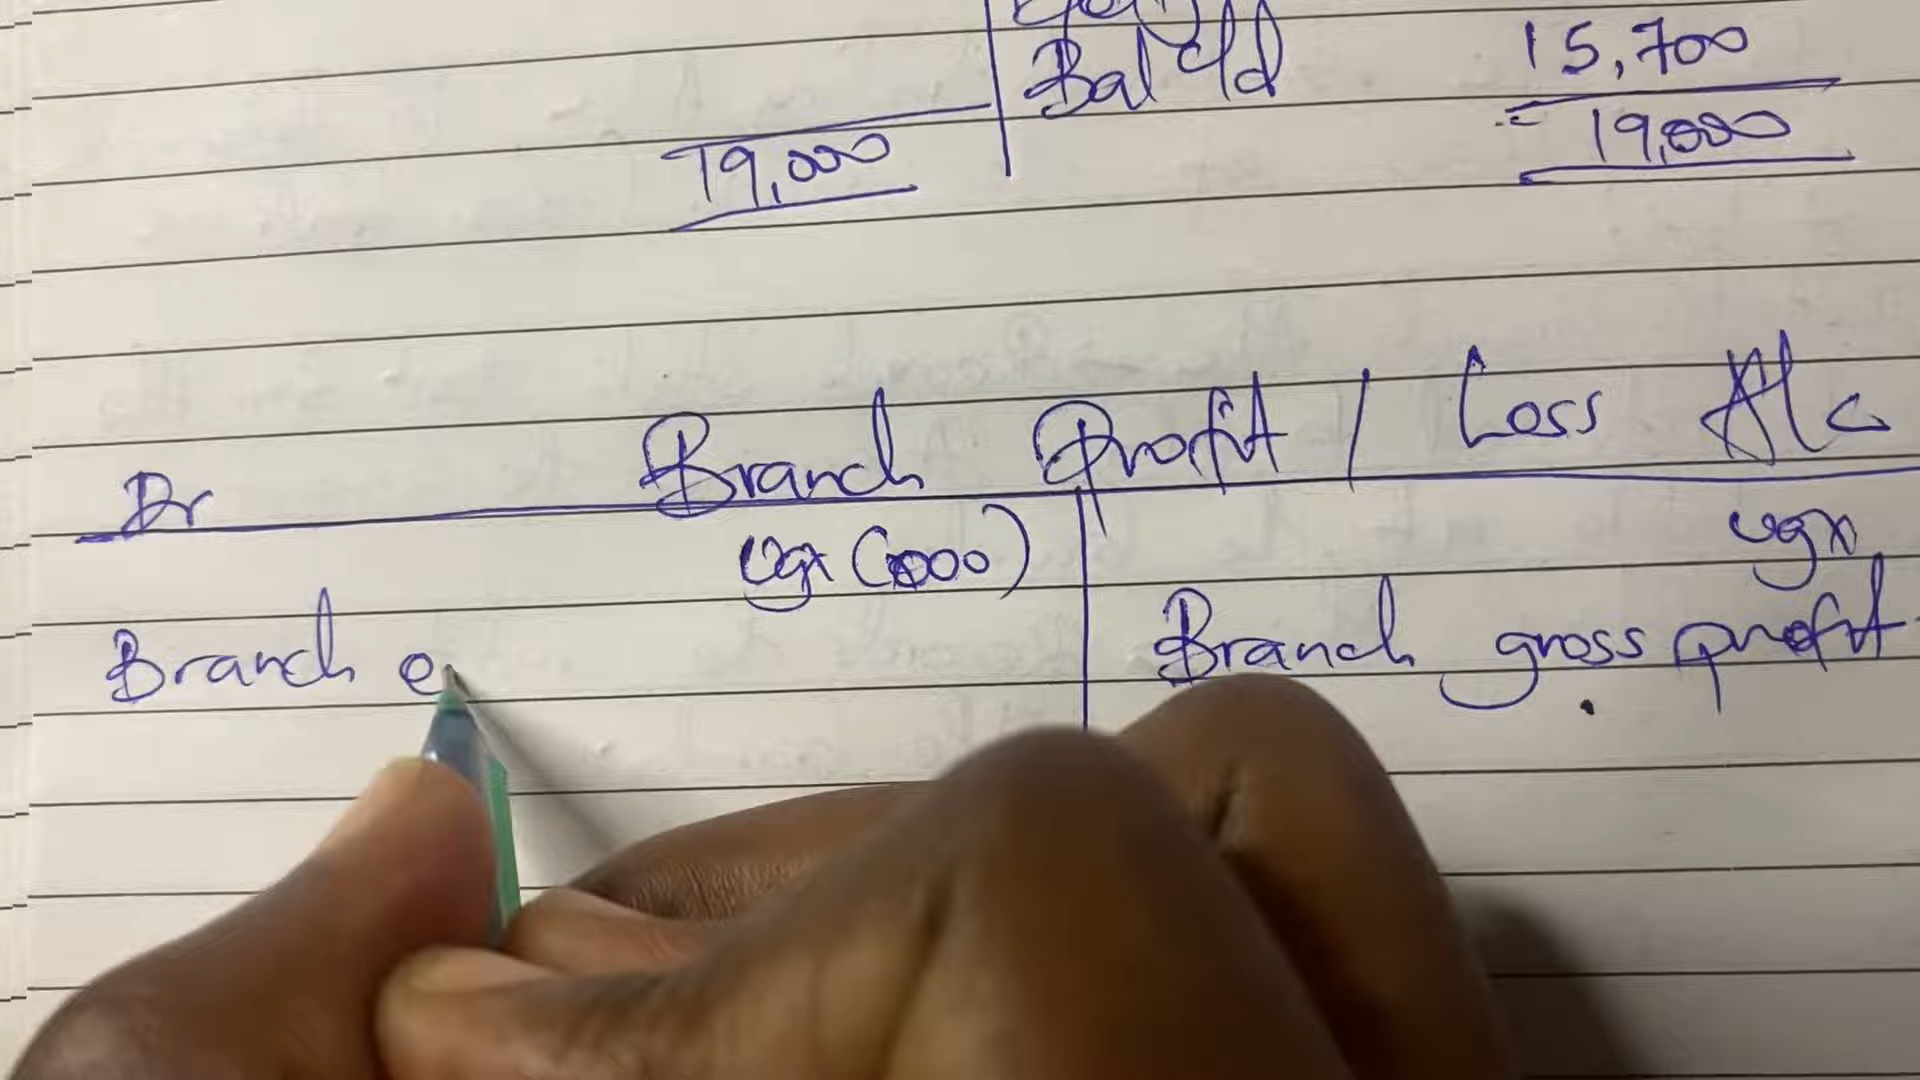 Bal c/d 15,700
19,000 19,000
Dr Branch Profit / Loss A/c
Ugx (000) Ugx
Branch e Branch gross profit